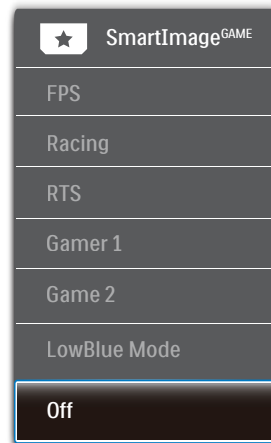 SmartImageGAME
FPS
Racing
RTS
Gamer 1
Game 2
LowBlue Mode
Off